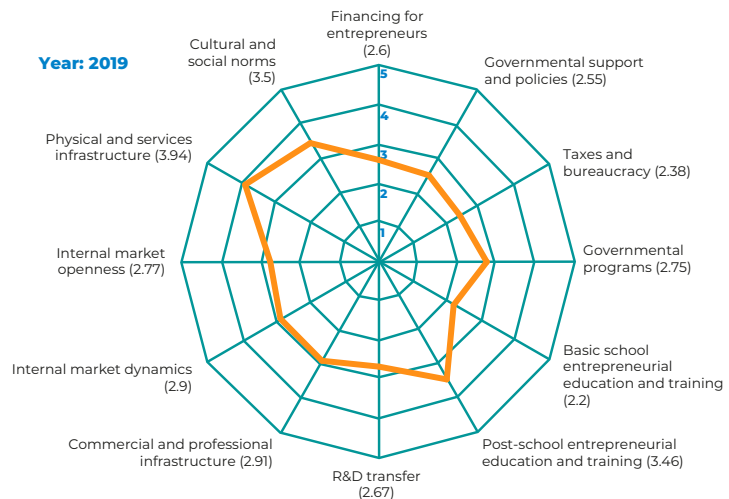 Year: 2019
Financing for
entrepreneurs
(2.6)
Governmental support
and policies (2.55)
Taxes and
bureaucracy (2.38)
Governmental
programs (2.75)
Basic school
entrepreneurial
education and training
(2.2)
Post-school entrepreneurial
education and training (3.46)
R&D transfer
(2.67)
Commercial and professional
infrastructure (2.91)
Internal market dynamics
(2.9)
Internal market
openness (2.77)
Physical and services
infrastructure (3.94)
Cultural and
social norms
(3.5)
5
4
3
2
1